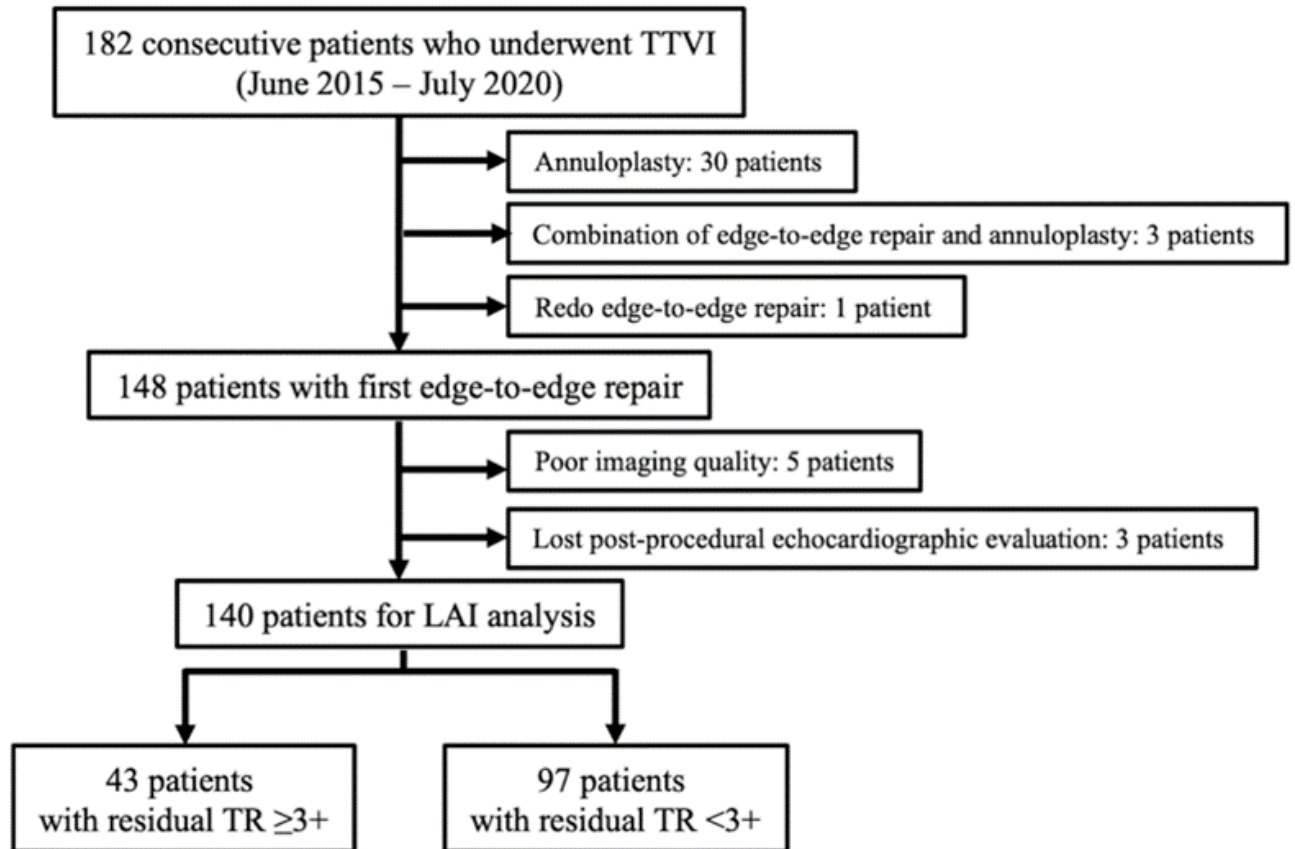 182 consecutive patients who underwent TTVI
(June 2015 – July 2020)
Annuloplasty: 30 patients
Combination of edge-to-edge repair and annuloplasty: 3 patients
Redo edge-to-edge repair: 1 patient
148 patients with first edge-to-edge repair
Poor imaging quality: 5 patients
Lost post-procedural echocardiographic evaluation: 3 patients
140 patients for LAI analysis
43 patients
with residual TR ≥3+
97 patients
with residual TR <3+